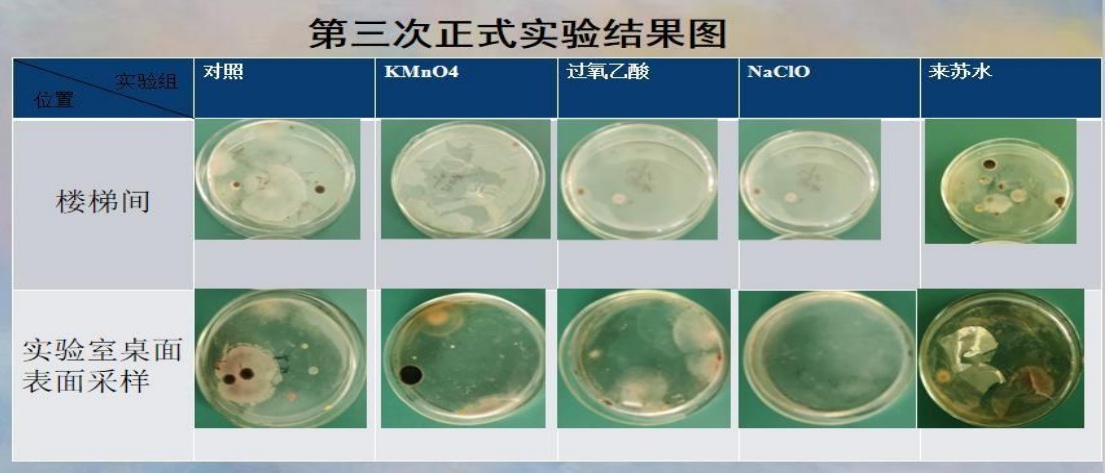 第三次正式实验结果图
实验组
位置
对照
KMnO4
过氧乙酸
NaClO
来苏水
楼梯间
实验室桌面
表面采样